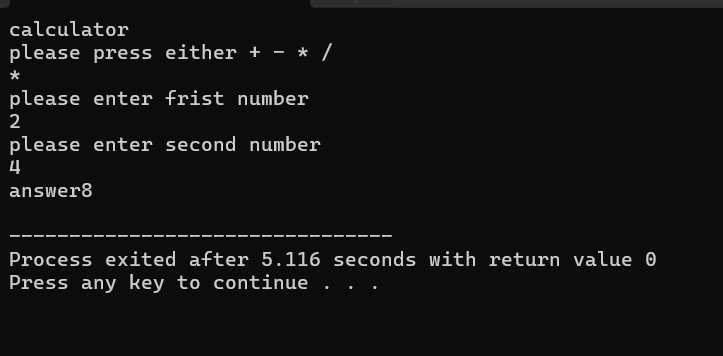 calculator
please press either + - * /
*
please enter frist number
2
please enter second number
4
answer8
--------------------------------
Process exited after 5.116 seconds with return value 0
Press any key to continue . . .